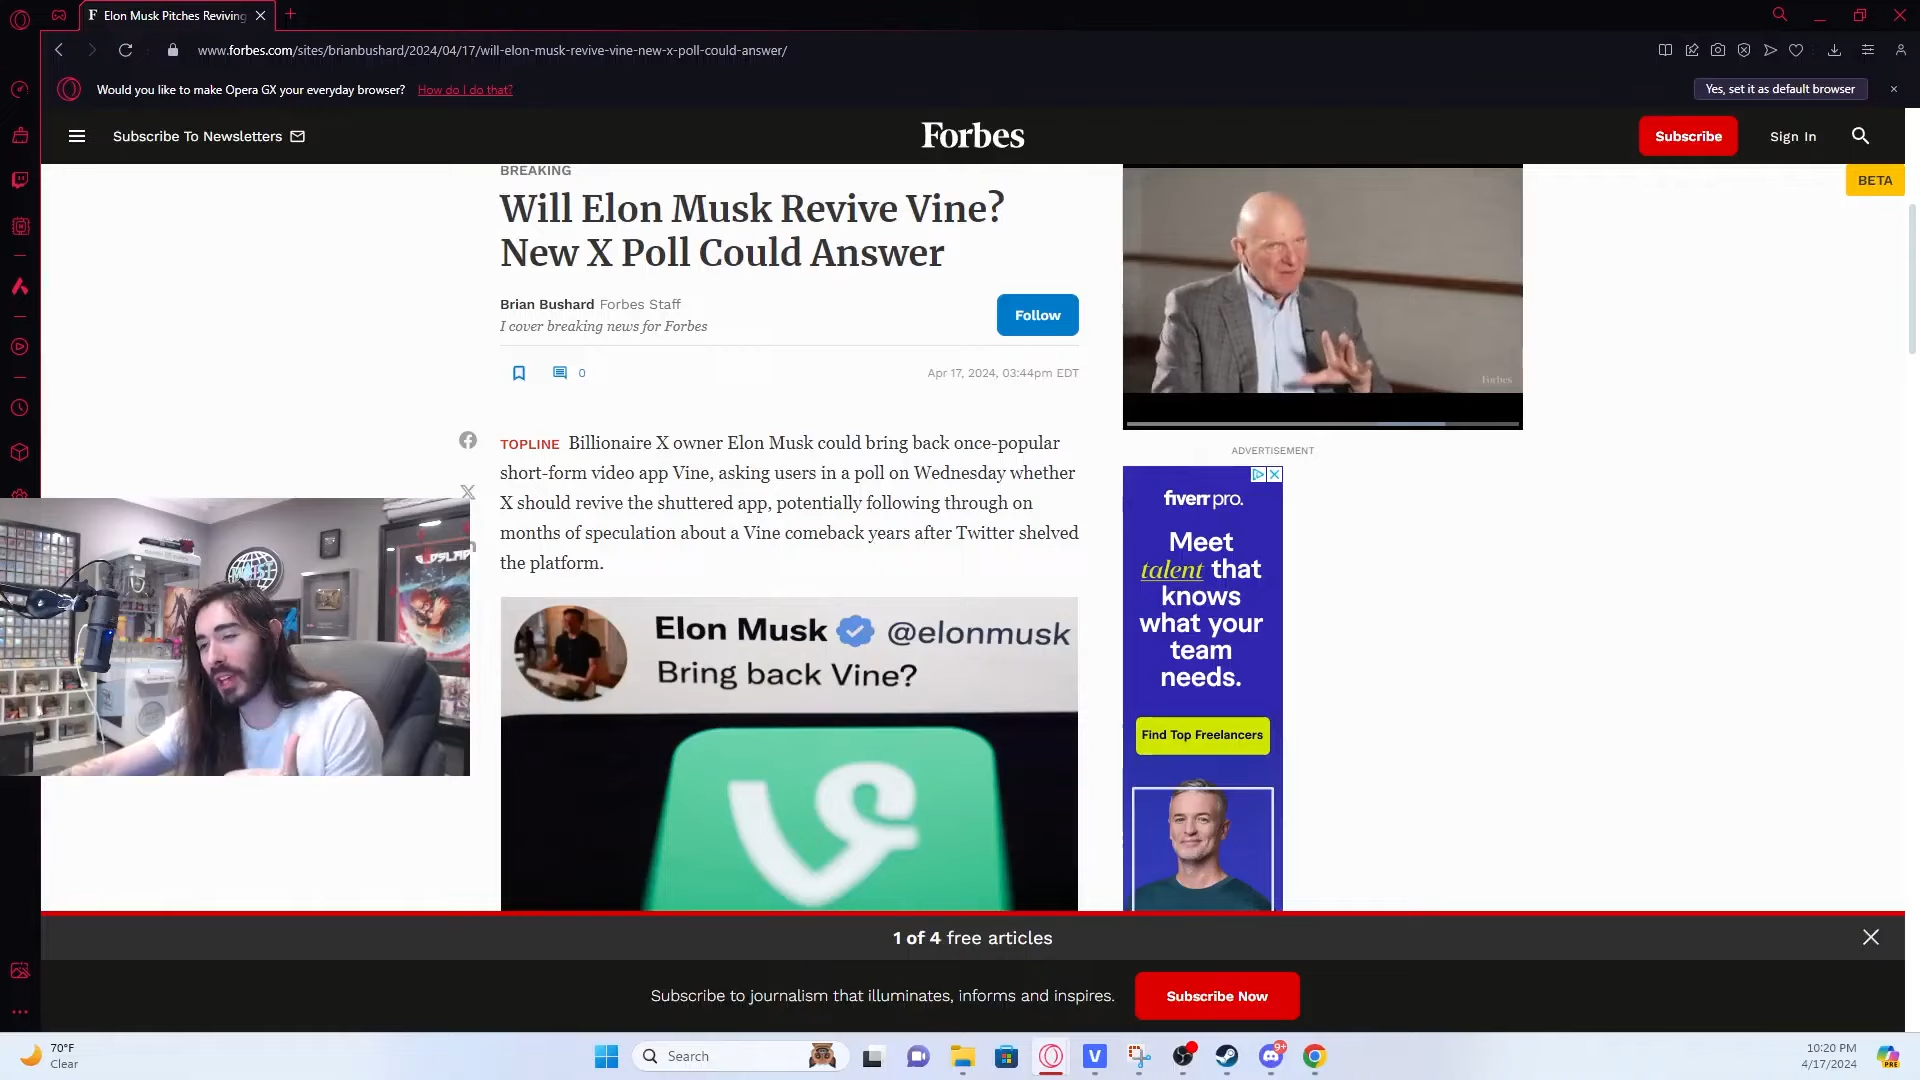 F Elon Musk Pitches Reviving
www.forbes.com/sites/brianbushard/2024/04/17/will-elon-musk-revive-vine-new-x-poll-could-answer/
Would you like to make Opera GX your everyday browser? How do I do that?
Yes, set it as default browser
Subscribe To Newsletters
Forbes
Subscribe
Sign In
BETA
BREAKING
Will Elon Musk Revive Vine?
New X Poll Could Answer
Brian Bushard Forbes Staff
I cover breaking news for Forbes
Follow
0
Apr 17, 2024, 03:44pm EDT
TOPLINE Billionaire X owner Elon Musk could bring back once-popular
short-form video app Vine, asking users in a poll on Wednesday whether
X should revive the shuttered app, potentially following through on
months of speculation about a Vine comeback years after Twitter shelved
the platform.
Elon Musk @elonmusk
Bring back Vine?
Forbes
ADVERTISEMENT
fiverr pro.
Meet
talent that
knows
what your
team
needs.
Find Top Freelancers
1 of 4 free articles
Subscribe to journalism that illuminates, informs and inspires.
Subscribe Now
70°F
Clear
Search
V
9+
10:20 PM
4/17/2024
PRE